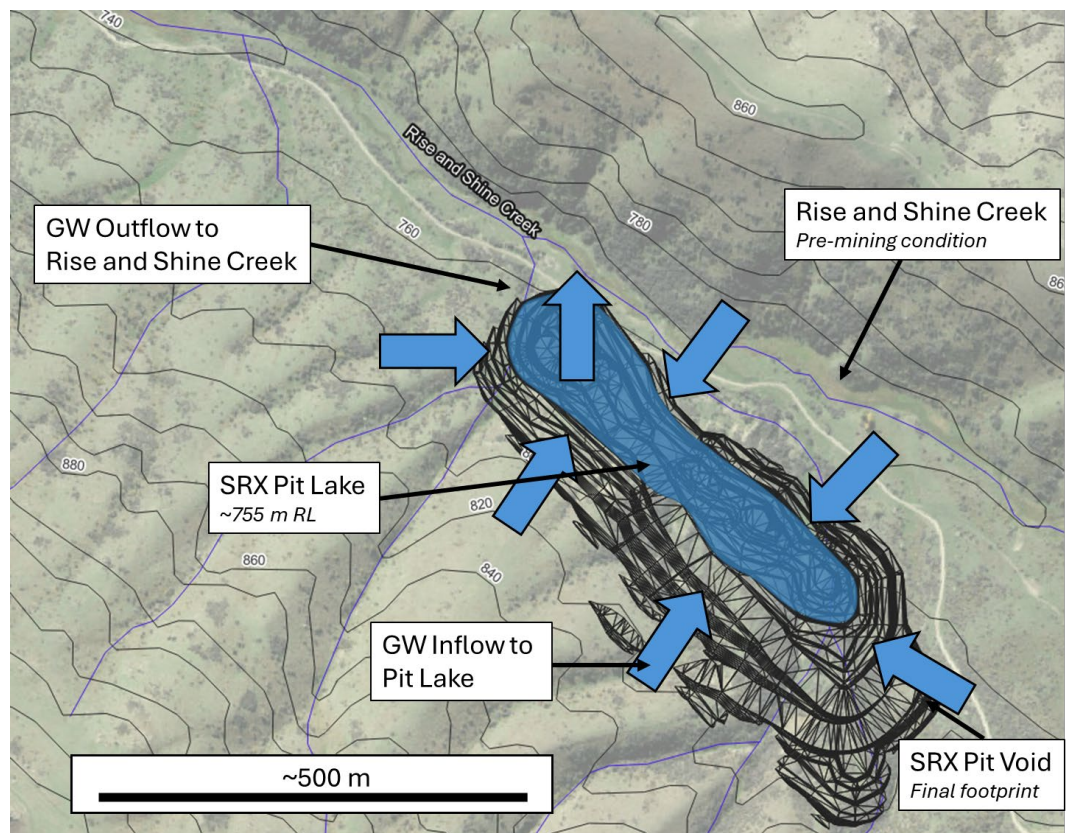 740
860
Rise and Shine Creek
780
760
GW Outflow to
Rise and Shine Creek
Rise and Shine Creek
Pre-mining condition
880
SRX Pit Lake
~755 m RL
820
860
840
GW Inflow to
Pit Lake
SRX Pit Void
Final footprint
~500 m